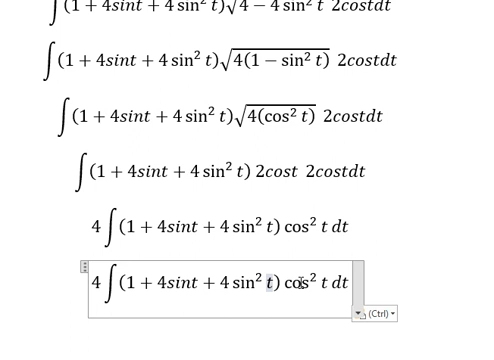 ∫(1 + 4sint + 4 sin² t)√4 − 4 sin² t 2costdt
∫(1 + 4sint + 4 sin² t)√4(1 − sin² t) 2costdt
∫(1 + 4sint + 4 sin² t)√4(cos² t) 2costdt
∫(1 + 4sint + 4 sin² t) 2cost 2costdt
4∫(1 + 4sint + 4 sin² t) cos² t dt
4∫(1 + 4sint + 4 sin² t) cos² t dt
(Ctrl)